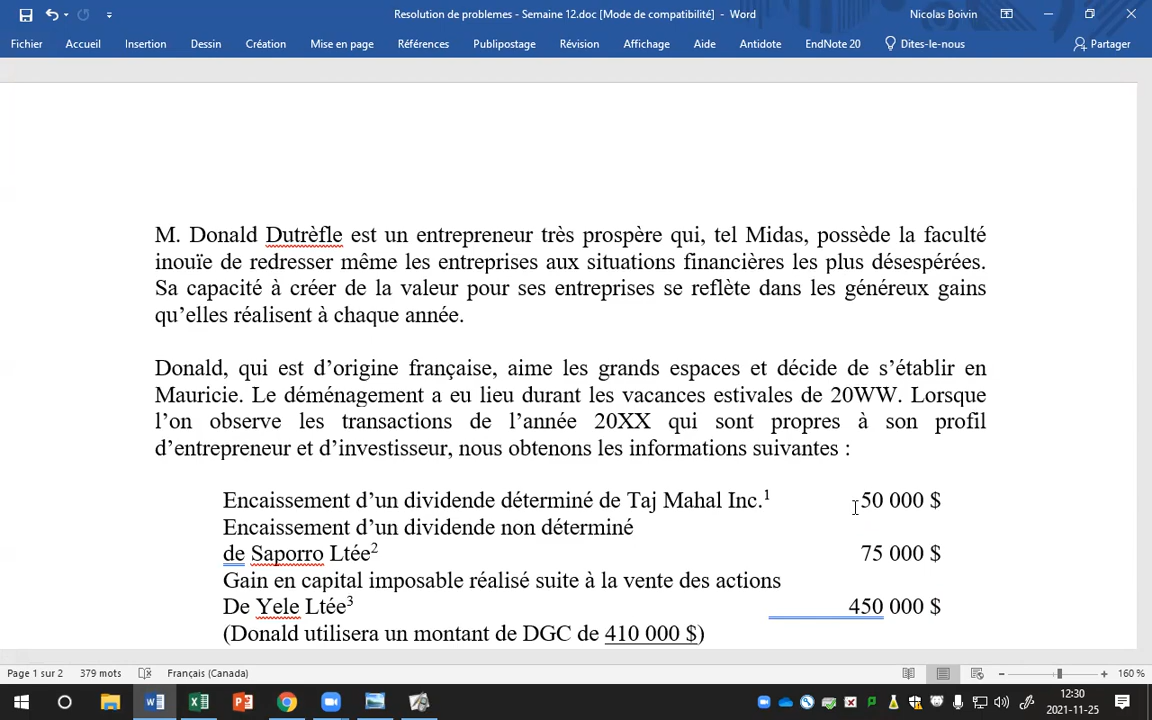 Resolution de problemes - Semaine 12.doc [Mode de compatibilité] - Word
Nicolas Boivin
Fichier Accueil Insertion Dessin Création Mise en page Références Publipostage Révision Affichage Aide Antidote EndNote 20 Dites-le-nous Partager
M. Donald Dutrèfle est un entrepreneur très prospère qui, tel Midas, possède la faculté
inouïe de redresser même les entreprises aux situations financières les plus désespérées.
Sa capacité à créer de la valeur pour ses entreprises se reflète dans les généreux gains
qu’elles réalisent à chaque année.
Donald, qui est d’origine française, aime les grands espaces et décide de s’établir en
Mauricie. Le déménagement a eu lieu durant les vacances estivales de 20WW. Lorsque
l’on observe les transactions de l’année 20XX qui sont propres à son profil
d’entrepreneur et d’investisseur, nous obtenons les informations suivantes :
Encaissement d’un dividende déterminé de Taj Mahal Inc.1 50 000 $
Encaissement d’un dividende non déterminé
de Saporro Ltée2 75 000 $
Gain en capital imposable réalisé suite à la vente des actions
De Yele Ltée3 450 000 $
(Donald utilisera un montant de DGC de 410 000 $)
Page 1 sur 2 379 mots Français (Canada) 160 %
12:30
2021-11-25